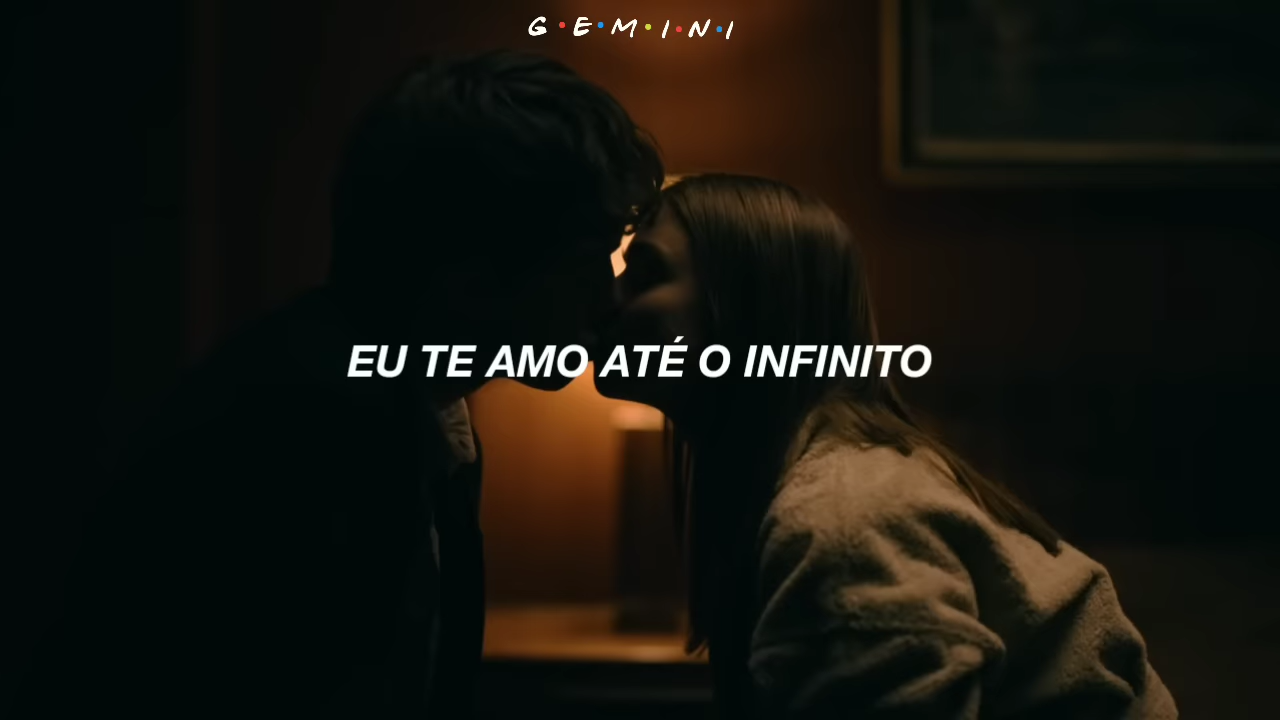 G•E•M•I•N•I
EU TE AMO ATÉ O INFINITO